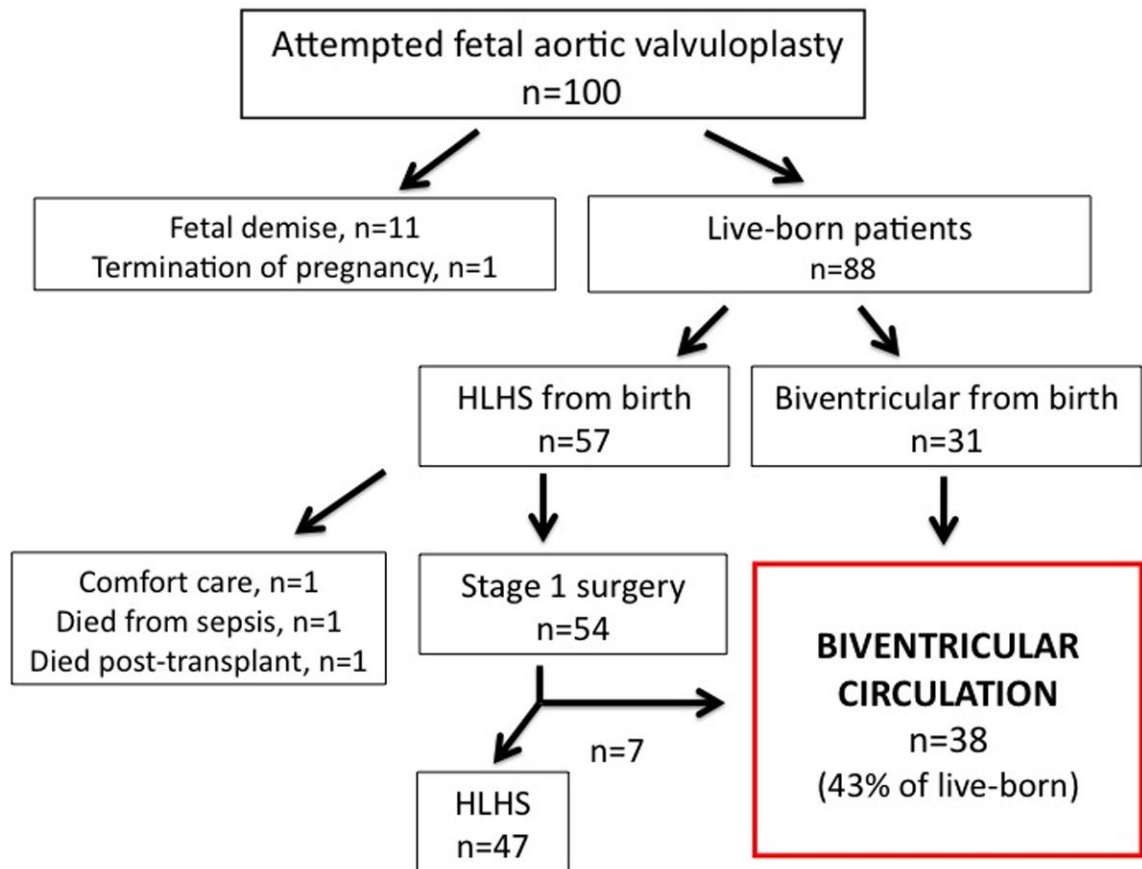 Attempted fetal aortic valvuloplasty
n=100
Fetal demise, n=11
Termination of pregnancy, n=1
Live-born patients
n=88
HLHS from birth
n=57
Biventricular from birth
n=31
Comfort care, n=1
Died from sepsis, n=1
Died post-transplant, n=1
Stage 1 surgery
n=54
BIVENTRICULAR
CIRCULATION
n=38
(43% of live-born)
n=7
HLHS
n=47